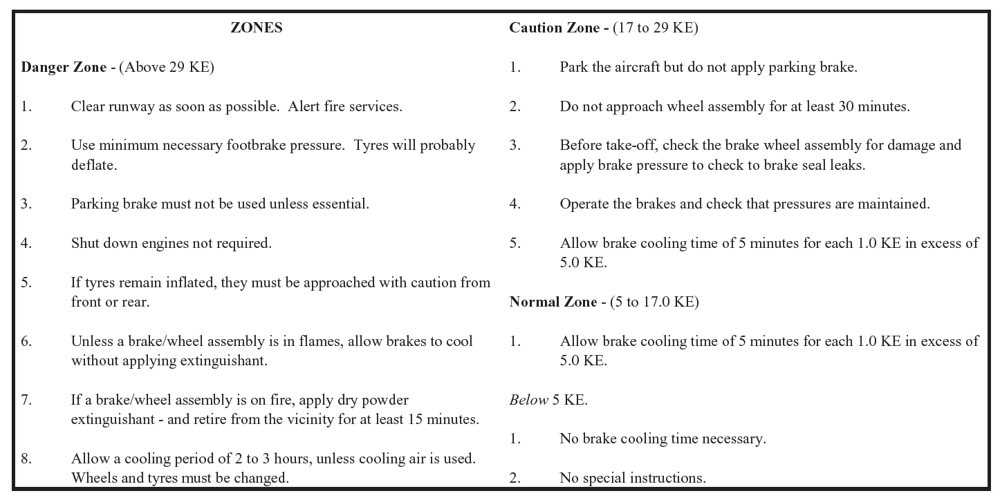 ZONES
Danger Zone - (Above 29 KE)
1. Clear runway as soon as possible.  Alert fire services.
2. Use minimum necessary footbrake pressure.  Tyres will probably
deflate.
3. Parking brake must not be used unless essential.
4. Shut down engines not required.
5. If tyres remain inflated, they must be approached with caution from
front or rear.
6. Unless a brake/wheel assembly is in flames, allow brakes to cool
without applying extinguishant.
7. If a brake/wheel assembly is on fire, apply dry powder
extinguishant - and retire from the vicinity for at least 15 minutes.
8. Allow a cooling period of 2 to 3 hours, unless cooling air is used.
Wheels and tyres must be changed.
Caution Zone - (17 to 29 KE)
1. Park the aircraft but do not apply parking brake.
2. Do not approach wheel assembly for at least 30 minutes.
3. Before take-off, check the brake wheel assembly for damage and
apply brake pressure to check to brake seal leaks.
4. Operate the brakes and check that pressures are maintained.
5. Allow brake cooling time of 5 minutes for each 1.0 KE in excess of
5.0 KE.
Normal Zone - (5 to 17.0 KE)
1. Allow brake cooling time of 5 minutes for each 1.0 KE in excess of
5.0 KE.
Below 5 KE.
1. No brake cooling time necessary.
2. No special instructions.